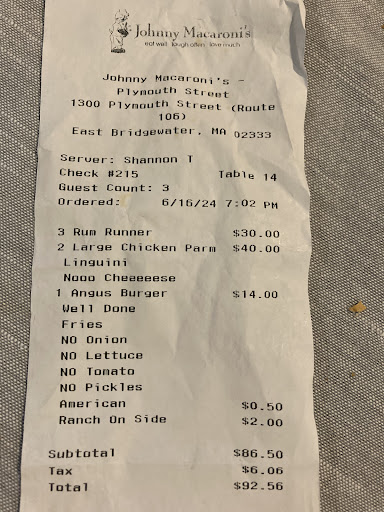 Johnny Macaroni's
eat well laugh often love much
Johnny Macaroni's -
Plymouth Street
1300 Plymouth Street (Route
106)
East Bridgewater, MA 02333
Server: Shannon T
Check #215 Table 14
Guest Count: 3
Ordered: 6/16/24 7:02 PM
3 Rum Runner $30.00
2 Large Chicken Parm $40.00
Linguini
Nooo Cheeeeese
1 Angus Burger $14.00
Well Done
Fries
NO Onion
NO Lettuce
NO Tomato
NO Pickles
American $0.50
Ranch On Side $2.00
Subtotal $86.50
Tax $6.06
Total $92.56